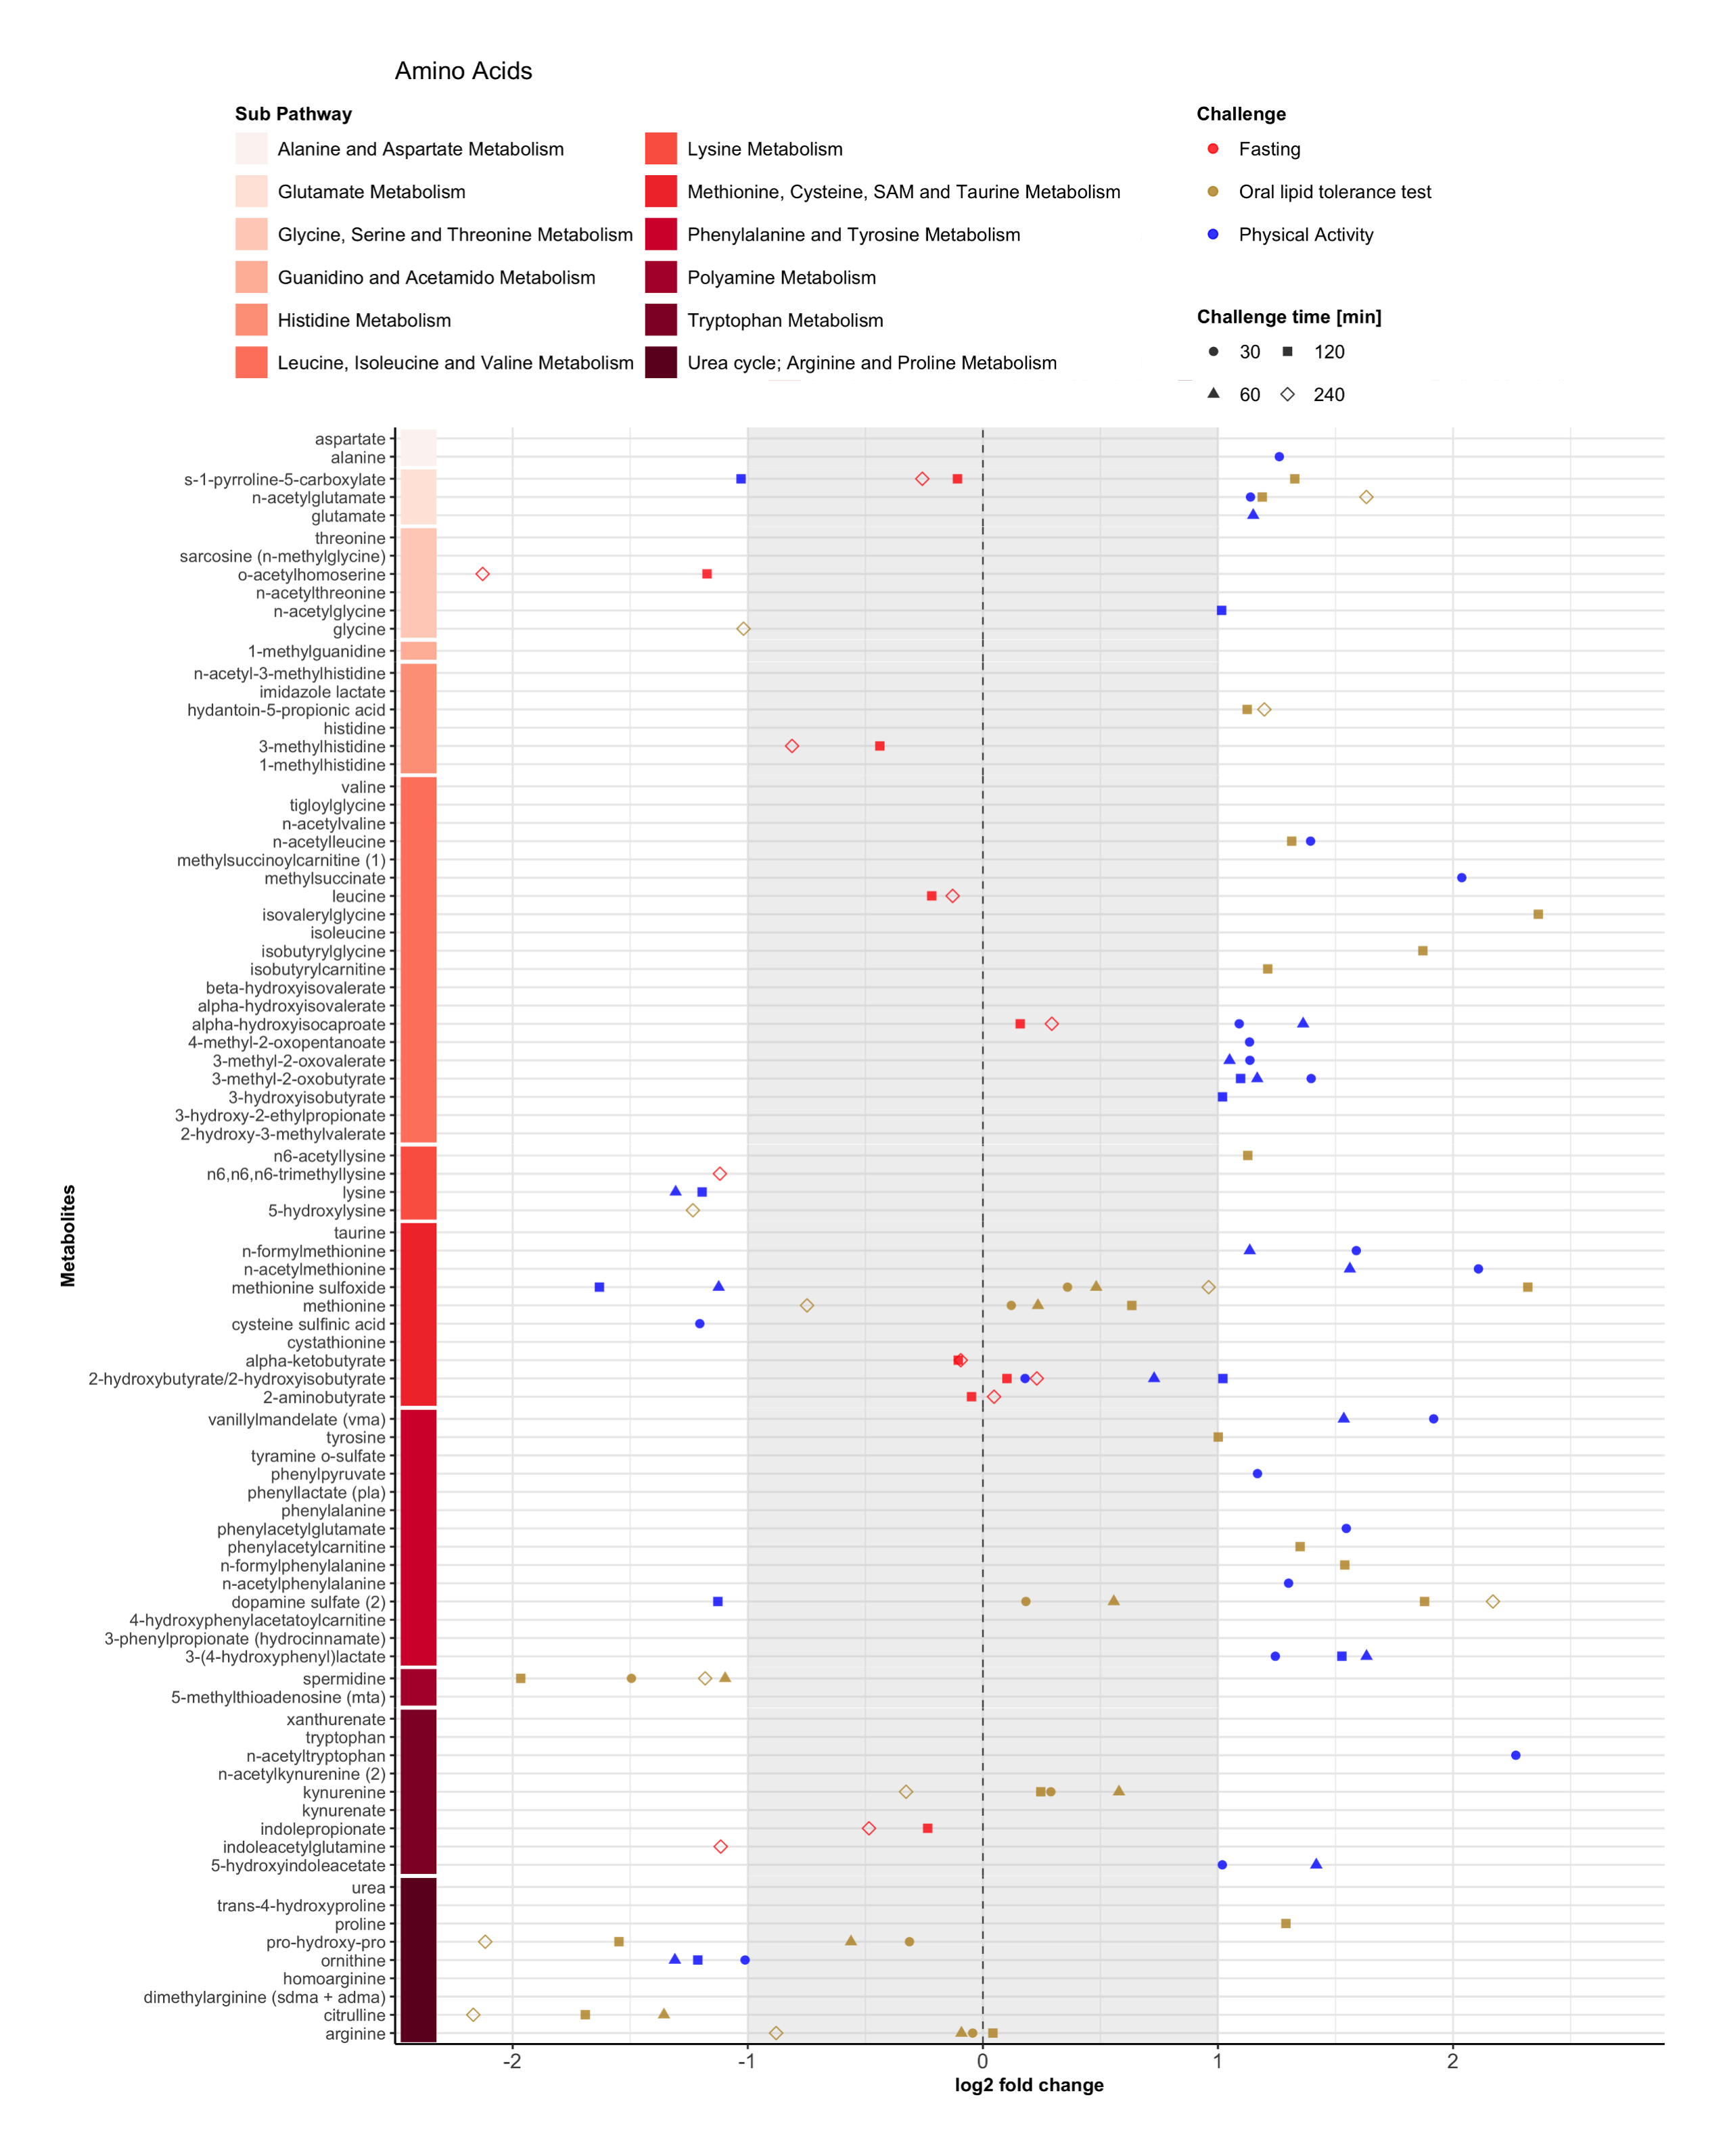 Amino Acids
Sub Pathway
Alanine and Aspartate Metabolism
Glutamate Metabolism
Glycine, Serine and Threonine Metabolism
Guanidino and Acetamido Metabolism
Histidine Metabolism
Leucine, Isoleucine and Valine Metabolism
Lysine Metabolism
Methionine, Cysteine, SAM and Taurine Metabolism
Phenylalanine and Tyrosine Metabolism
Polyamine Metabolism
Tryptophan Metabolism
Urea cycle; Arginine and Proline Metabolism
Challenge
Fasting
Oral lipid tolerance test
Physical Activity
Challenge time [min]
30 120
60 240
Metabolites
aspartate
alanine
s-1-pyrroline-5-carboxylate
n-acetylglutamate
glutamate
threonine
sarcosine (n-methylglycine)
o-acetylhomoserine
n-acetylthreonine
n-acetylglycine
glycine
1-methylguanidine
n-acetyl-3-methylhistidine
imidazole lactate
hydantoin-5-propionic acid
histidine
3-methylhistidine
1-methylhistidine
valine
tigloylglycine
n-acetylvaline
n-acetylleucine
methylsuccinoylcarnitine (1)
methylsuccinate
leucine
isovalerylglycine
isoleucine
isobutyrylglycine
isobutyrylcarnitine
beta-hydroxyisovalerate
alpha-hydroxyisovalerate
alpha-hydroxyisocaproate
4-methyl-2-oxopentanoate
3-methyl-2-oxovalerate
3-methyl-2-oxobutyrate
3-hydroxyisobutyrate
3-hydroxy-2-ethylpropionate
2-hydroxy-3-methylvalerate
n6-acetyllysine
n6,n6,n6-trimethyllysine
lysine
5-hydroxylysine
taurine
n-formylmethionine
n-acetylmethionine
methionine sulfoxide
methionine
cysteine sulfinic acid
cystathionine
alpha-ketobutyrate
2-hydroxybutyrate/2-hydroxyisobutyrate
2-aminobutyrate
vanillylmandelate (vma)
tyrosine
tyramine o-sulfate
phenylpyruvate
phenyllactate (pla)
phenylalanine
phenylacetylglutamate
phenylacetylcarnitine
n-formylphenylalanine
n-acetylphenylalanine
dopamine sulfate (2)
4-hydroxyphenylacetatoylcarnitine
3-phenylpropionate (hydrocinnamate)
3-(4-hydroxyphenyl)lactate
spermidine
5-methylthioadenosine (mta)
xanthurenate
tryptophan
n-acetyltryptophan
n-acetylkynurenine (2)
kynurenine
kynurenate
indolepropionate
indoleacetylglutamine
5-hydroxyindoleacetate
urea
trans-4-hydroxyproline
proline
pro-hydroxy-pro
ornithine
homoarginine
dimethylarginine (sdma + adma)
citrulline
arginine
-2 -1 0 1 2
log2 fold change